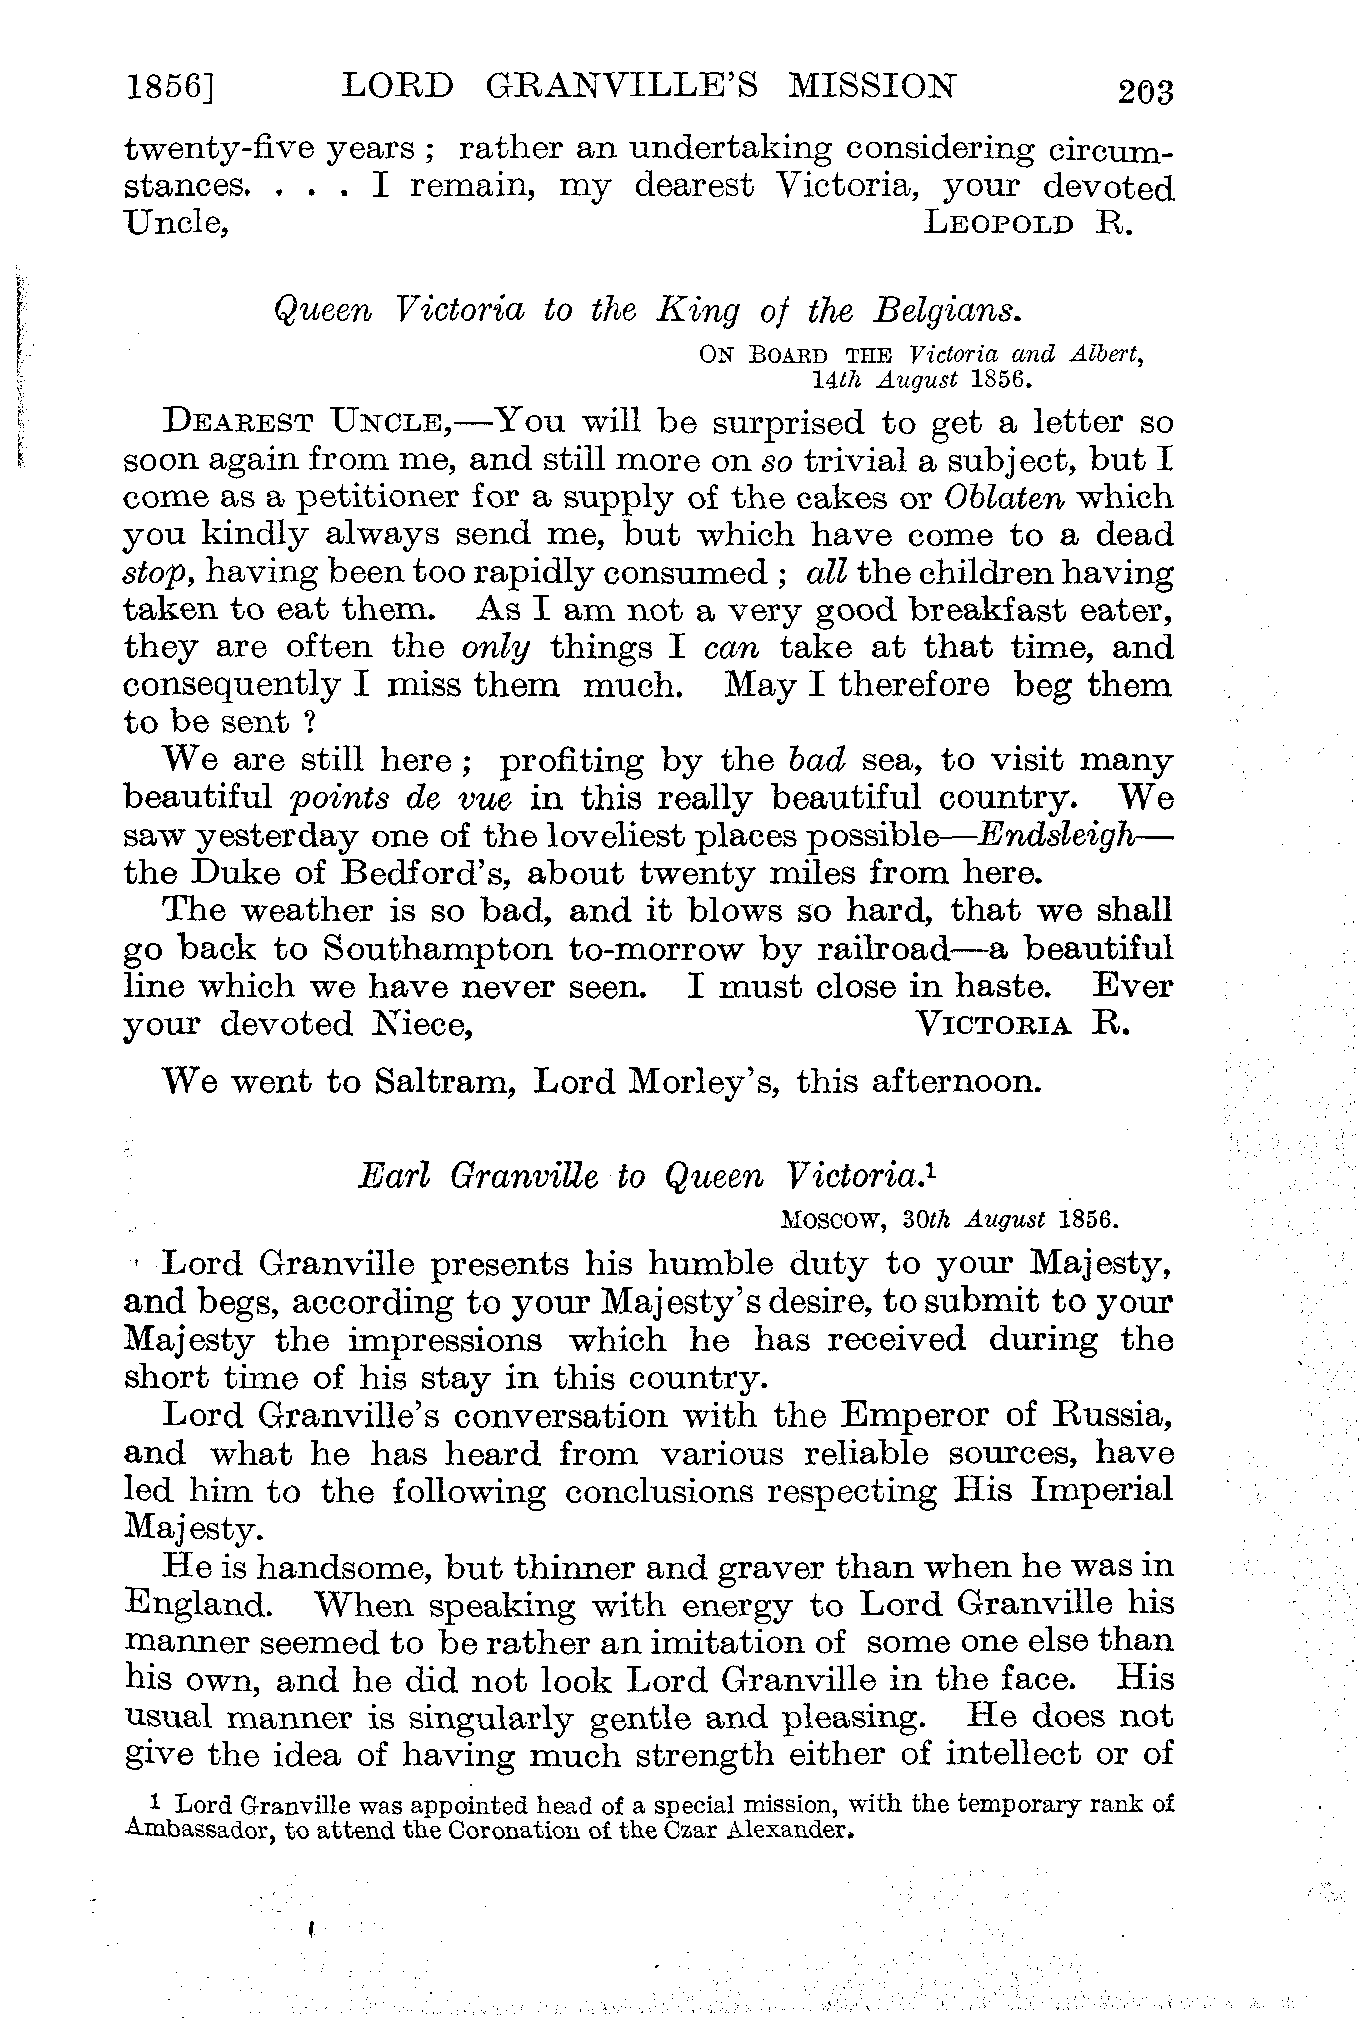 1856] LORD GRANVILLE'S MISSION 203
twenty-five years ; rather an undertaking considering circum-
stances. . . . I remain, my dearest Victoria, your devoted
Uncle, LEOPOLD R.
Queen Victoria to the King of the Belgians.
ON BOARD THE Victoria and Albert,
14th August 1856.
DEAREST UNCLE,—You will be surprised to get a letter so
soon again from me, and still more on so trivial a subject, but I
come as a petitioner for a supply of the cakes or Oblaten which
you kindly always send me, but which have come to a dead
stop, having been too rapidly consumed ; all the children having
taken to eat them. As I am not a very good breakfast eater,
they are often the only things I can take at that time, and
consequently I miss them much. May I therefore beg them
to be sent ?
We are still here ; profiting by the bad sea, to visit many
beautiful points de vue in this really beautiful country. We
saw yesterday one of the loveliest places possible—Endsleigh—
the Duke of Bedford's, about twenty miles from here.
The weather is so bad, and it blows so hard, that we shall
go back to Southampton to-morrow by railroad—a beautiful
line which we have never seen. I must close in haste. Ever
your devoted Niece, VICTORIA R.
We went to Saltram, Lord Morley's, this afternoon.
Earl Granville to Queen Victoria.¹
MOSCOW, 30th August 1856.
Lord Granville presents his humble duty to your Majesty,
and begs, according to your Majesty's desire, to submit to your
Majesty the impressions which he has received during the
short time of his stay in this country.
Lord Granville's conversation with the Emperor of Russia,
and what he has heard from various reliable sources, have
led him to the following conclusions respecting His Imperial
Majesty.
He is handsome, but thinner and graver than when he was in
England. When speaking with energy to Lord Granville his
manner seemed to be rather an imitation of some one else than
his own, and he did not look Lord Granville in the face. His
usual manner is singularly gentle and pleasing. He does not
give the idea of having much strength either of intellect or of
¹ Lord Granville was appointed head of a special mission, with the temporary rank of
Ambassador, to attend the Coronation of the Czar Alexander.